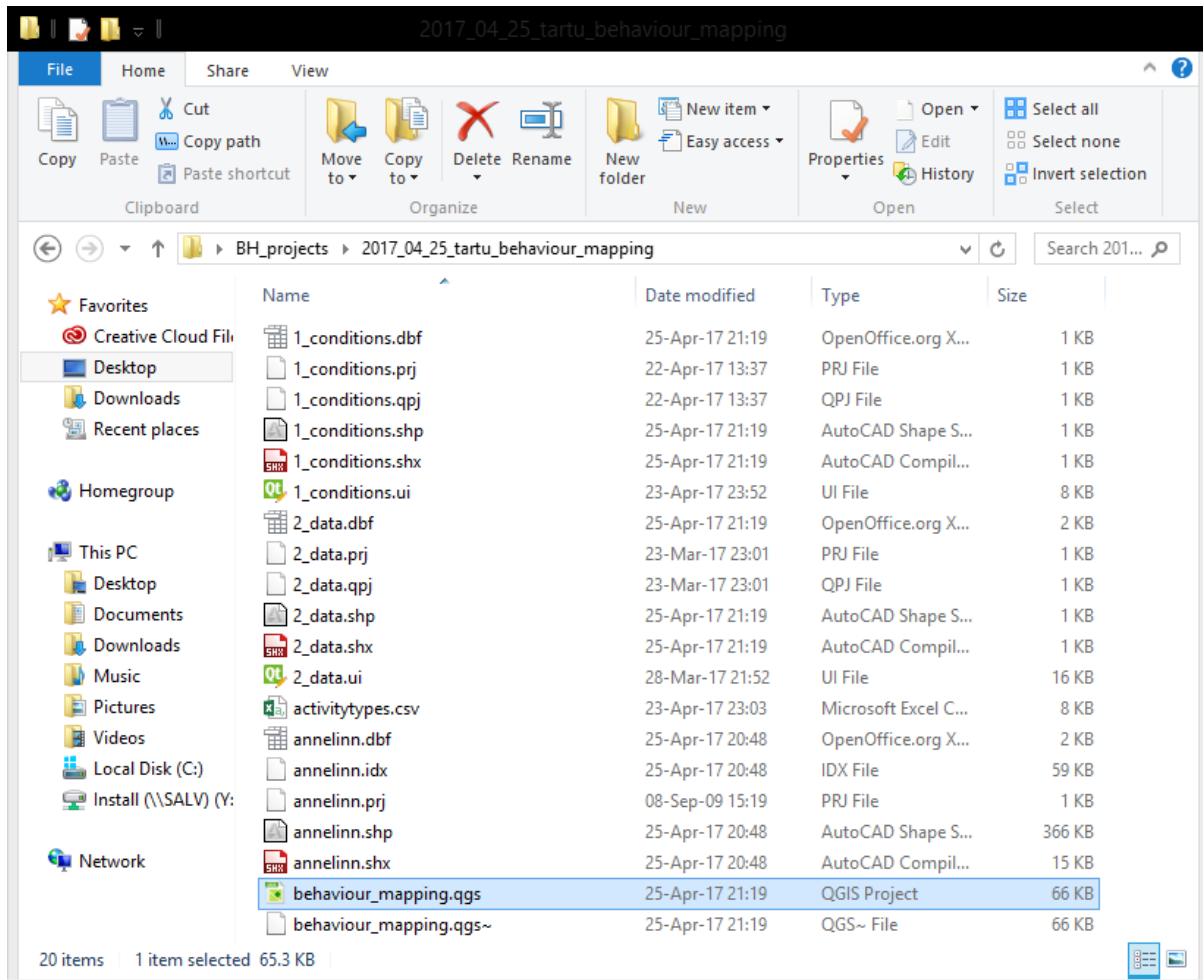 2017_04_25_tartu_behaviour_mapping
File Home Share View
Copy
Paste
Cut
Copy path
Paste shortcut
Clipboard
Move to
Copy to
Delete
Rename
Organize
New folder
New item
Easy access
New
Properties
Open
Edit
History
Open
Select all
Select none
Invert selection
Select
BH_projects 2017_04_25_tartu_behaviour_mapping
Search 201...
Favorites
Creative Cloud File
Desktop
Downloads
Recent places
Homegroup
This PC
Desktop
Documents
Downloads
Music
Pictures
Videos
Local Disk (C:)
Install (\\SALV) (Y:
Network
Name Date modified Type Size
1_conditions.dbf 25-Apr-17 21:19 OpenOffice.org X... 1 KB
1_conditions.prj 22-Apr-17 13:37 PRJ File 1 KB
1_conditions.qpj 22-Apr-17 13:37 QPJ File 1 KB
1_conditions.shp 25-Apr-17 21:19 AutoCAD Shape S... 1 KB
1_conditions.shx 25-Apr-17 21:19 AutoCAD Compil... 1 KB
1_conditions.ui 23-Apr-17 23:52 UI File 8 KB
2_data.dbf 25-Apr-17 21:19 OpenOffice.org X... 2 KB
2_data.prj 23-Mar-17 23:01 PRJ File 1 KB
2_data.qpj 23-Mar-17 23:01 QPJ File 1 KB
2_data.shp 25-Apr-17 21:19 AutoCAD Shape S... 1 KB
2_data.shx 25-Apr-17 21:19 AutoCAD Compil... 1 KB
2_data.ui 28-Mar-17 21:52 UI File 16 KB
activitytypes.csv 23-Apr-17 23:03 Microsoft Excel C... 8 KB
annelinn.dbf 25-Apr-17 20:48 OpenOffice.org X... 2 KB
annelinn.idx 25-Apr-17 20:48 IDX File 59 KB
annelinn.prj 08-Sep-09 15:19 PRJ File 1 KB
annelinn.shp 25-Apr-17 20:48 AutoCAD Shape S... 366 KB
annelinn.shx 25-Apr-17 20:48 AutoCAD Compil... 15 KB
behaviour_mapping.qgs 25-Apr-17 21:19 QGIS Project 66 KB
behaviour_mapping.qgs~ 25-Apr-17 21:19 QGS~ File 66 KB
20 items 1 item selected 65.3 KB